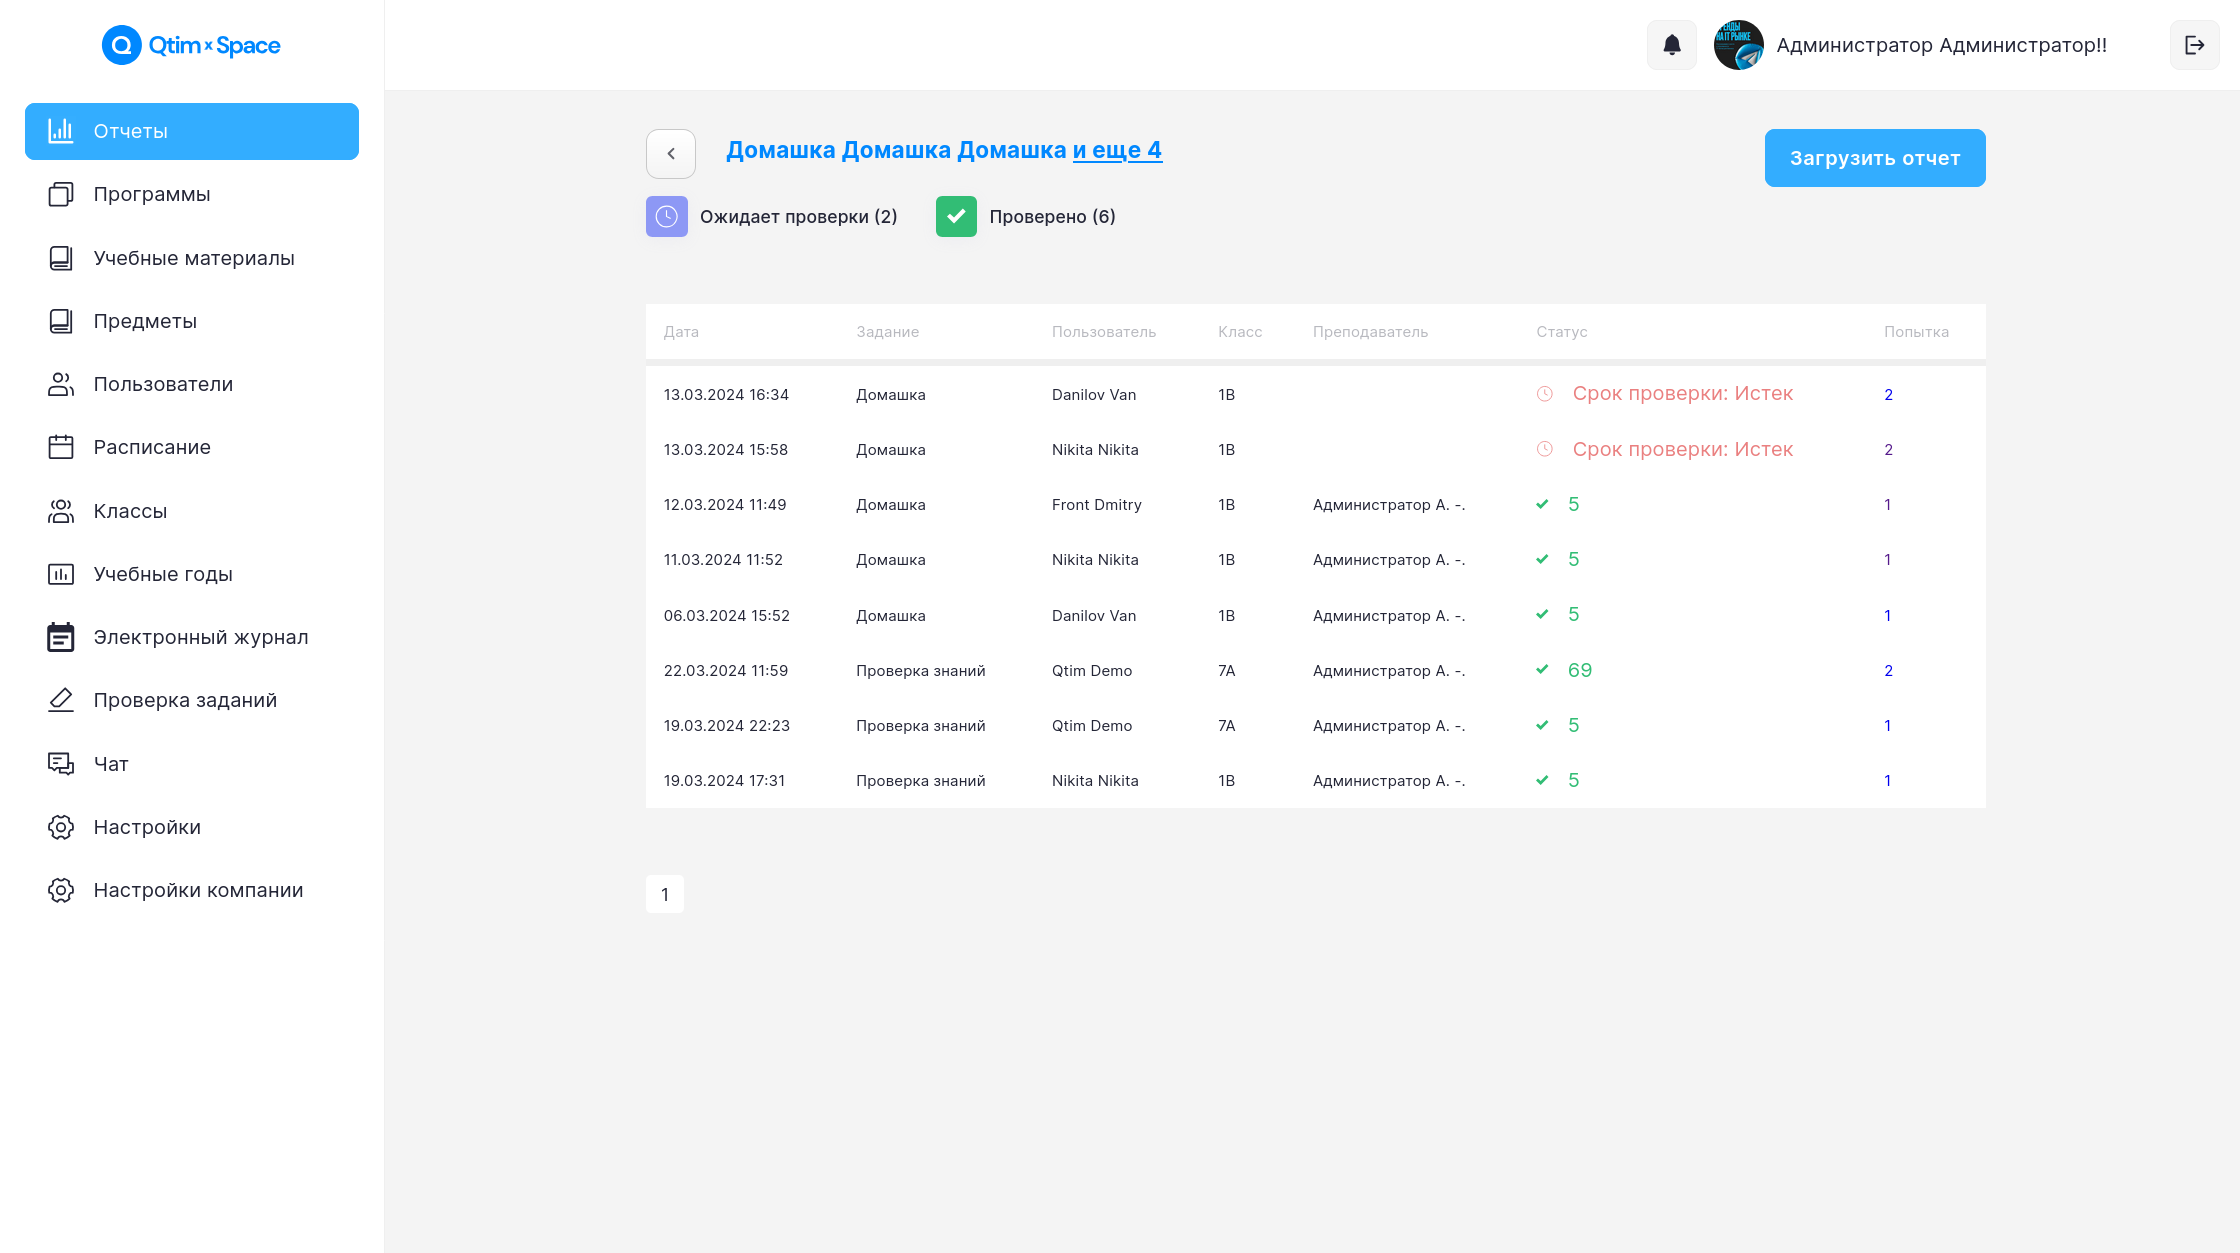 Qtim x Space
Администратор Администратор!!
Отчеты
Программы
Учебные материалы
Предметы
Пользователи
Расписание
Классы
Учебные годы
Электронный журнал
Проверка заданий
Чат
Настройки
Настройки компании
Домашка Домашка Домашка и еще 4
Загрузить отчет
Ожидает проверки (2) Проверено (6)
Дата Задание Пользователь Класс Преподаватель Статус Попытка
13.03.2024 16:34 Домашка Danilov Van 1В Срок проверки: Истек 2
13.03.2024 15:58 Домашка Nikita Nikita 1В Срок проверки: Истек 2
12.03.2024 11:49 Домашка Front Dmitry 1В Администратор А. -. 5 1
11.03.2024 11:52 Домашка Nikita Nikita 1В Администратор А. -. 5 1
06.03.2024 15:52 Домашка Danilov Van 1В Администратор А. -. 5 1
22.03.2024 11:59 Проверка знаний Qtim Demo 7А Администратор А. -. 69 2
19.03.2024 22:23 Проверка знаний Qtim Demo 7А Администратор А. -. 5 1
19.03.2024 17:31 Проверка знаний Nikita Nikita 1В Администратор А. -. 5 1
1